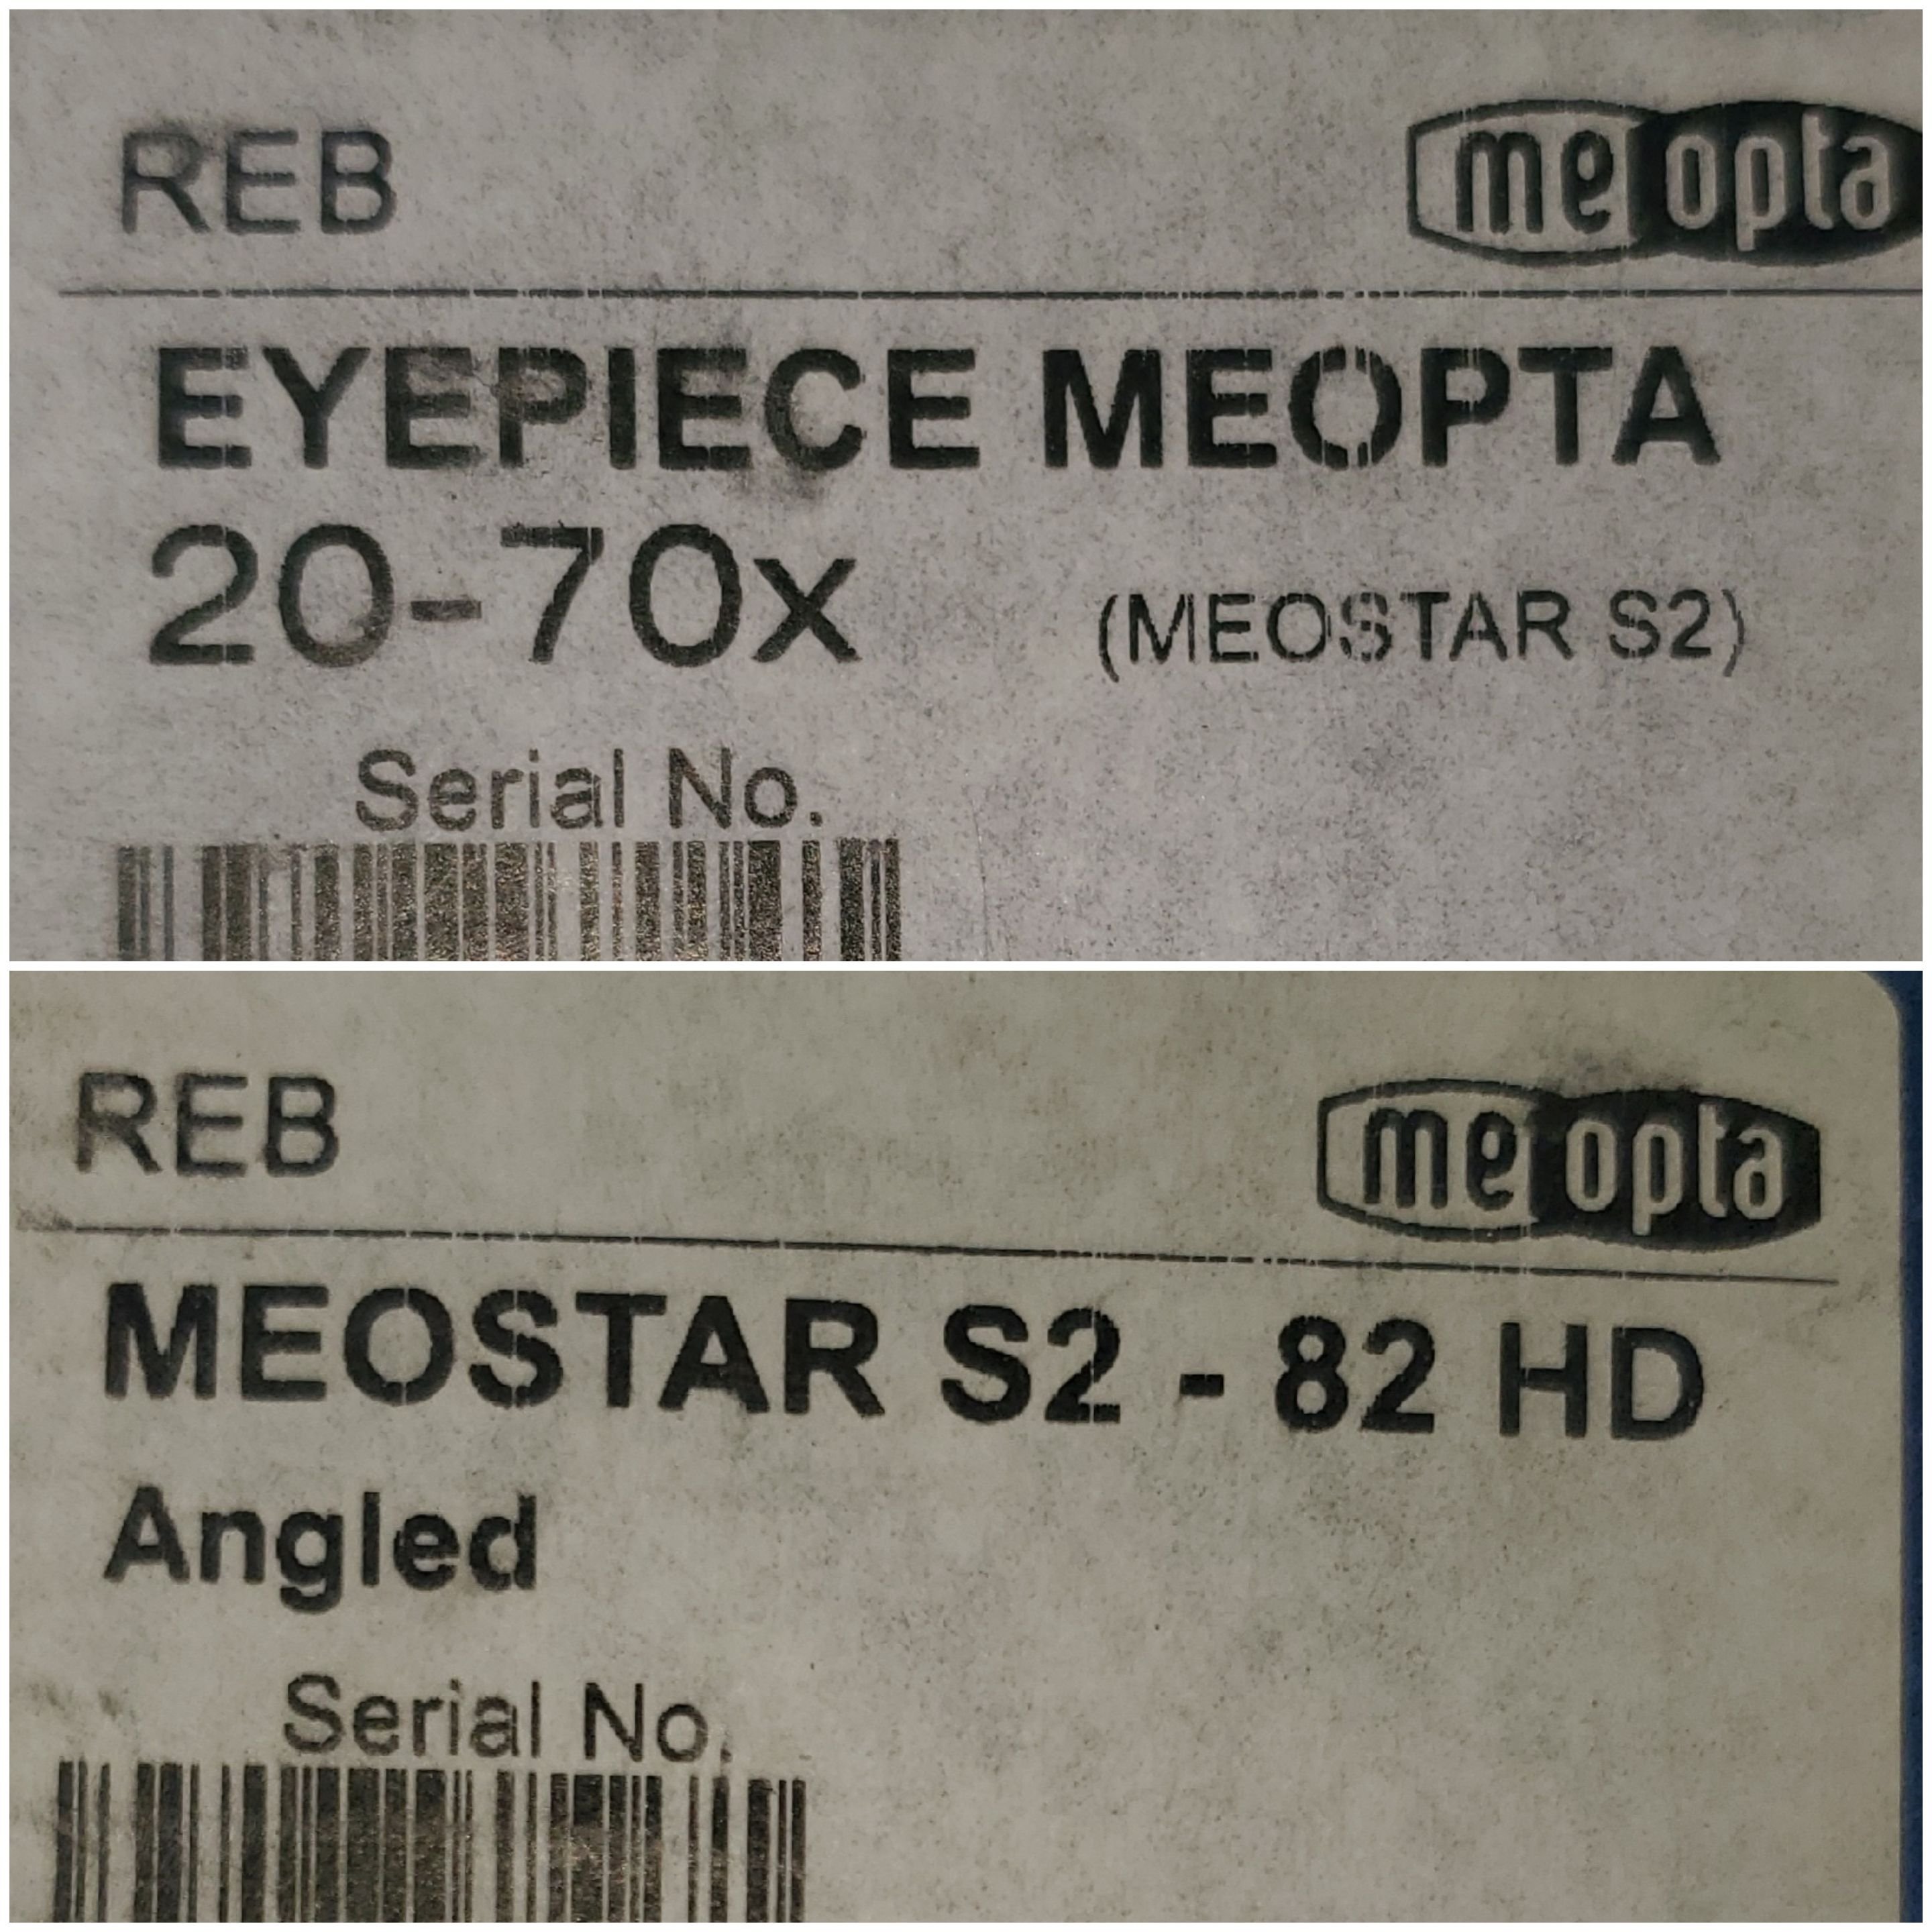 REB
meopta
EYEPIECE MEOPTA
20-70x (MEOSTAR S2)
Serial No.
REB
meopta
MEOSTAR S2 - 82 HD
Angled
Serial No.